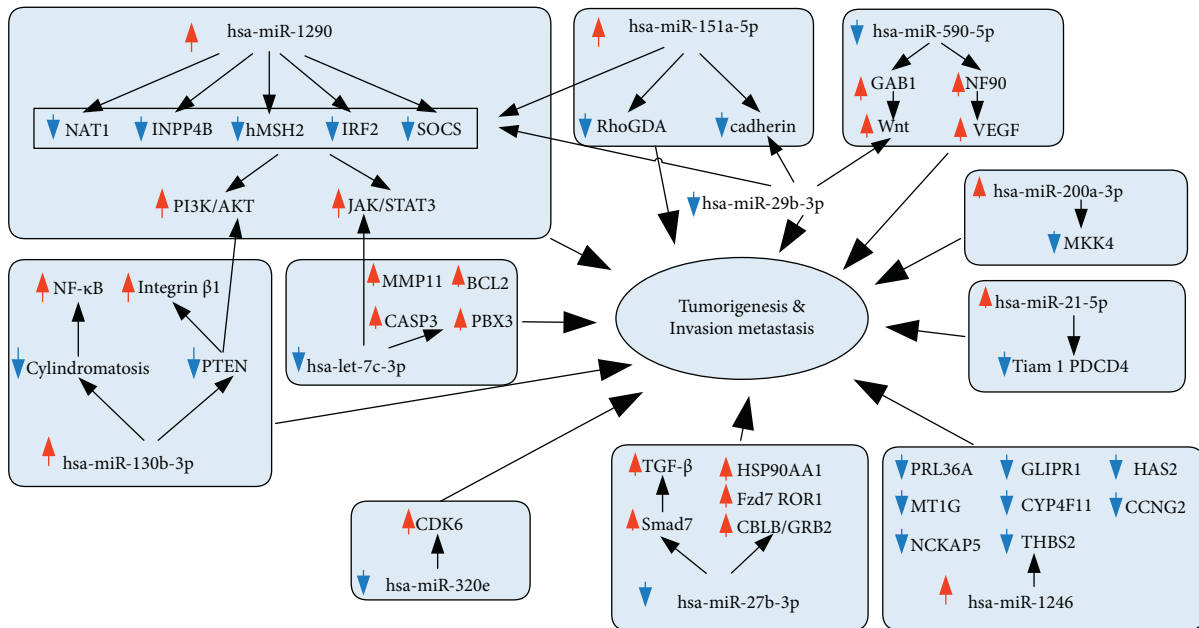 hsa-miR-1290
NAT1
INPP4B
hMSH2
IRF2
SOCS
PI3K/AKT
JAK/STAT3
hsa-miR-151a-5p
RhoGDA
cadherin
hsa-miR-590-5p
GAB1
NF90
Wnt
VEGF
hsa-miR-29b-3p
hsa-miR-200a-3p
MKK4
NF-κB
Integrin β1
Cylindromatosis
PTEN
hsa-miR-130b-3p
MMP11
BCL2
CASP3
PBX3
hsa-let-7c-3p
Tumorigenesis &
Invasion metastasis
hsa-miR-21-5p
Tiam 1 PDCD4
CDK6
hsa-miR-320e
TGF-β
HSP90AA1
Fzd7 ROR1
Smad7
CBLB/GRB2
hsa-miR-27b-3p
PRL36A
GLIPR1
HAS2
MT1G
CYP4F11
CCNG2
NCKAP5
THBS2
hsa-miR-1246